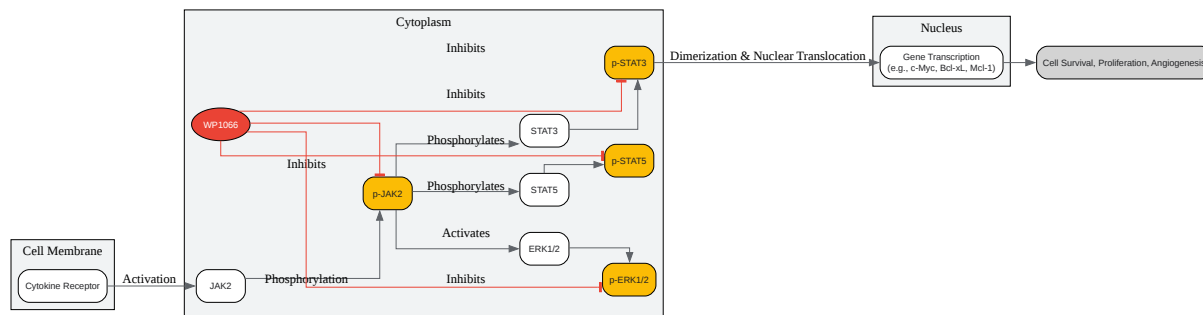 Cytoplasm
Nucleus
Inhibits
p-STAT3
Dimerization & Nuclear Translocation
Gene Transcription
(e.g., c-Myc, Bcl-xL, Mcl-1)
Cell Survival, Proliferation, Angiogenesis
Inhibits
WP1066
STAT3
Phosphorylates
Inhibits
p-STAT5
p-JAK2
Phosphorylates
STAT5
Activates
ERK1/2
Cell Membrane
Cytokine Receptor
Activation
JAK2
Phosphorylation
Inhibits
p-ERK1/2